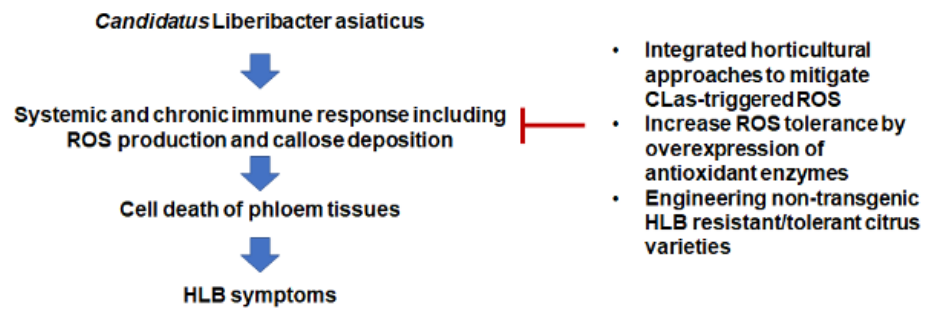 Candidatus Liberibacter asiaticus
Systemic and chronic immune response including
ROS production and callose deposition
Cell death of phloem tissues
HLB symptoms
• Integrated horticultural
approaches to mitigate
CLas-triggered ROS
• Increase ROS tolerance by
overexpression of
antioxidant enzymes
• Engineering non-transgenic
HLB resistant/tolerant citrus
varieties